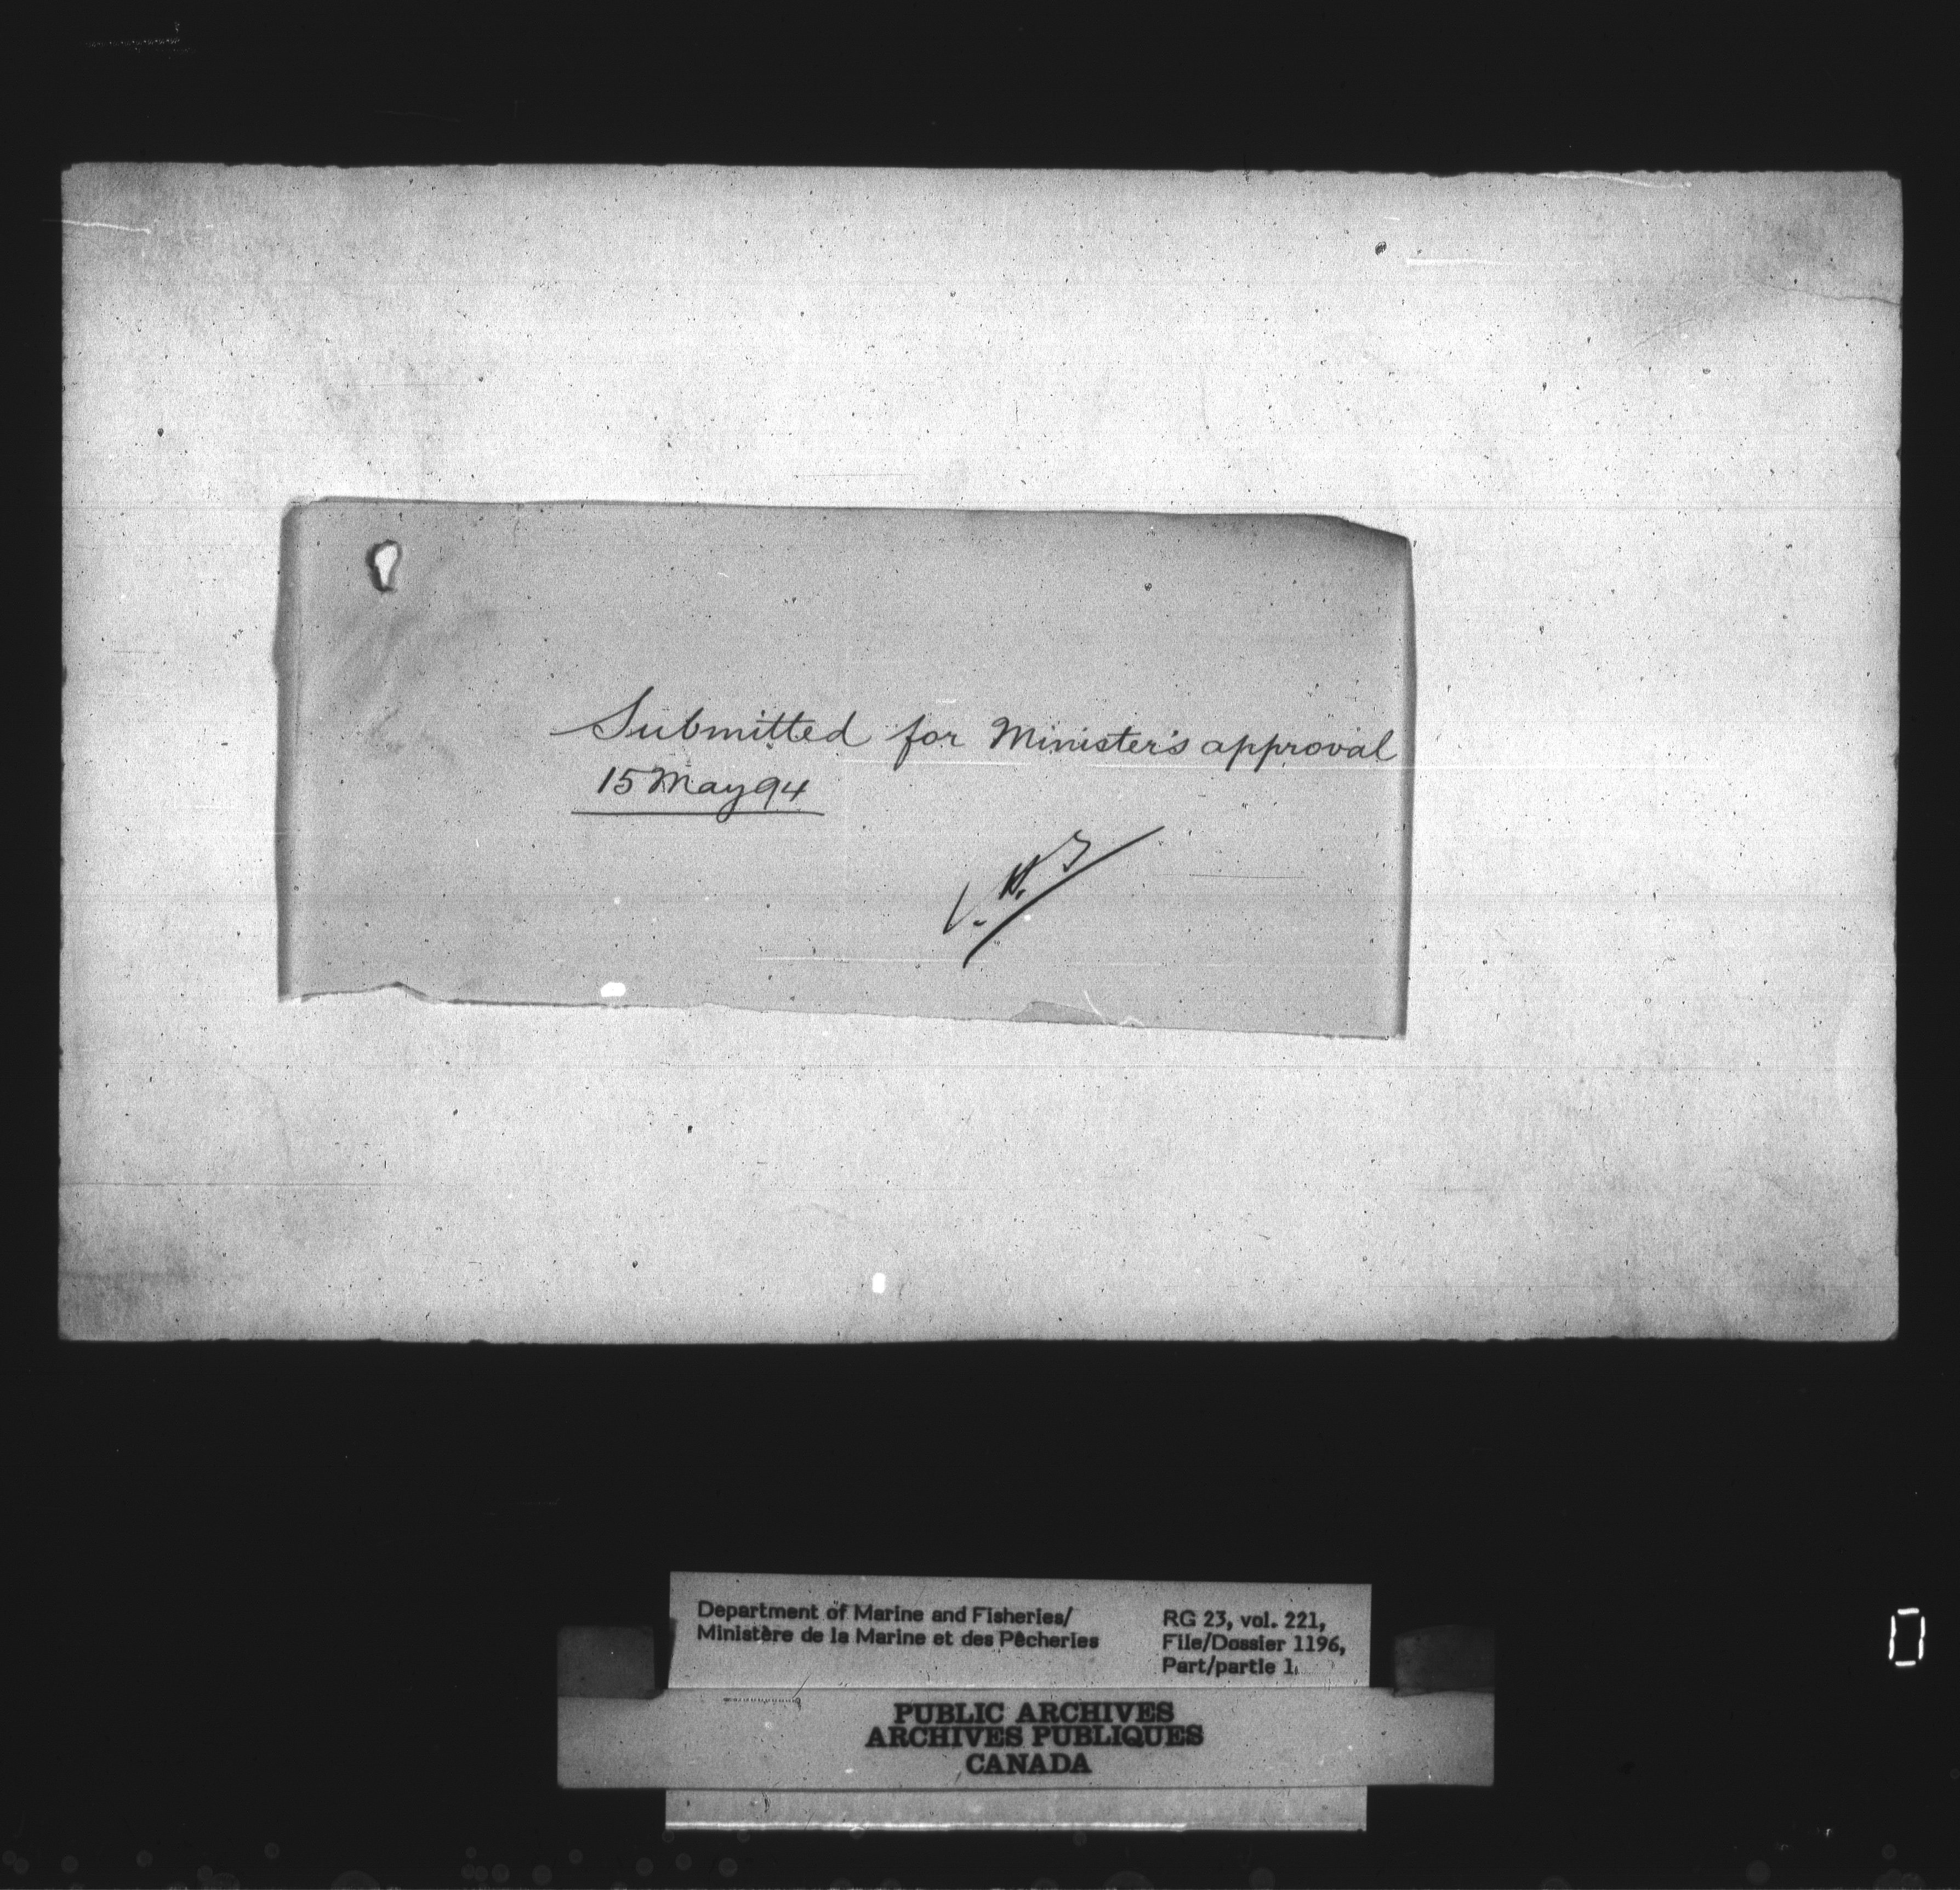 Submitted for Minister's approval
15 May 94
Department of Marine and Fisheries/
Ministère de la Marine et des Pêcheries
RG 23, vol. 221,
File/Dossier 1196,
Part/partie 1.
PUBLIC ARCHIVES
ARCHIVES PUBLIQUES
CANADA